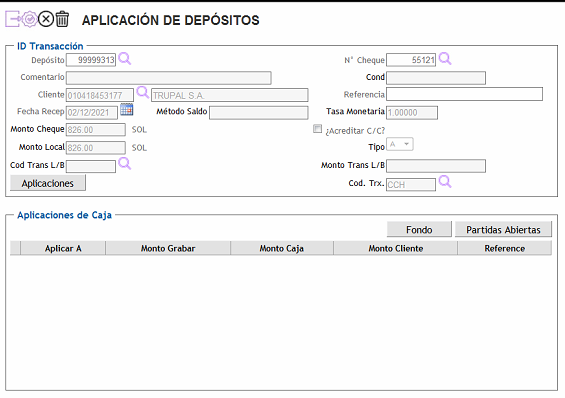 APLICACIÓN DE DEPÓSITOS
ID Transacción
Depósito 99999313 N° Cheque 55121
Comentario Cond
Cliente 010418453177 TRUPAL S.A. Referencia
Fecha Recep 02/12/2021 Método Saldo Tasa Monetaria 1.00000
Monto Cheque 826.00 SOL ¿Acreditar C/C?
Monto Local 826.00 SOL Tipo A
Cod Trans L/B Monto Trans L/B
Aplicaciones Cod. Trx. CCH
Aplicaciones de Caja
Fondo Partidas Abiertas
Aplicar A Monto Grabar Monto Caja Monto Cliente Reference